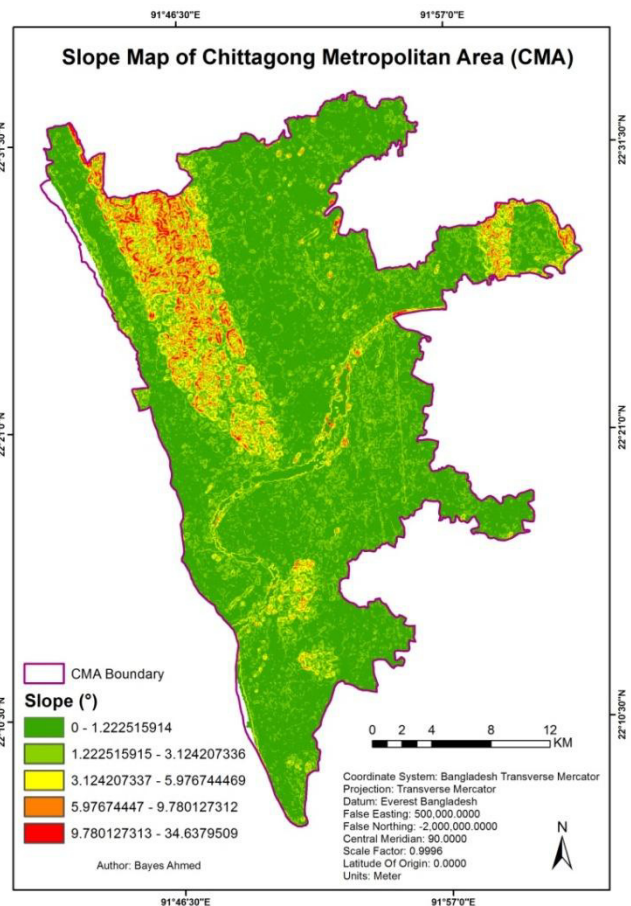 91°46'30"E 91°57'0"E
Slope Map of Chittagong Metropolitan Area (CMA)
22°31'30"N 22°31'30"N
22°21'0"N 22°21'0"N
22°10'30"N 22°10'30"N
CMA Boundary
Slope (°)
0 - 1.222515914
1.222515915 - 3.124207336
3.124207337 - 5.976744469
5.97674447 - 9.780127312
9.780127313 - 34.6379509
Author: Bayes Ahmed
0 2 4 8 12
KM
Coordinate System: Bangladesh Transverse Mercator
Projection: Transverse Mercator
Datum: Everest Bangladesh
False Easting: 500,000.0000
False Northing: -2,000,000.0000
Central Meridian: 90.0000
Scale Factor: 0.9996
Latitude Of Origin: 0.0000
Units: Meter
N
91°46'30"E 91°57'0"E